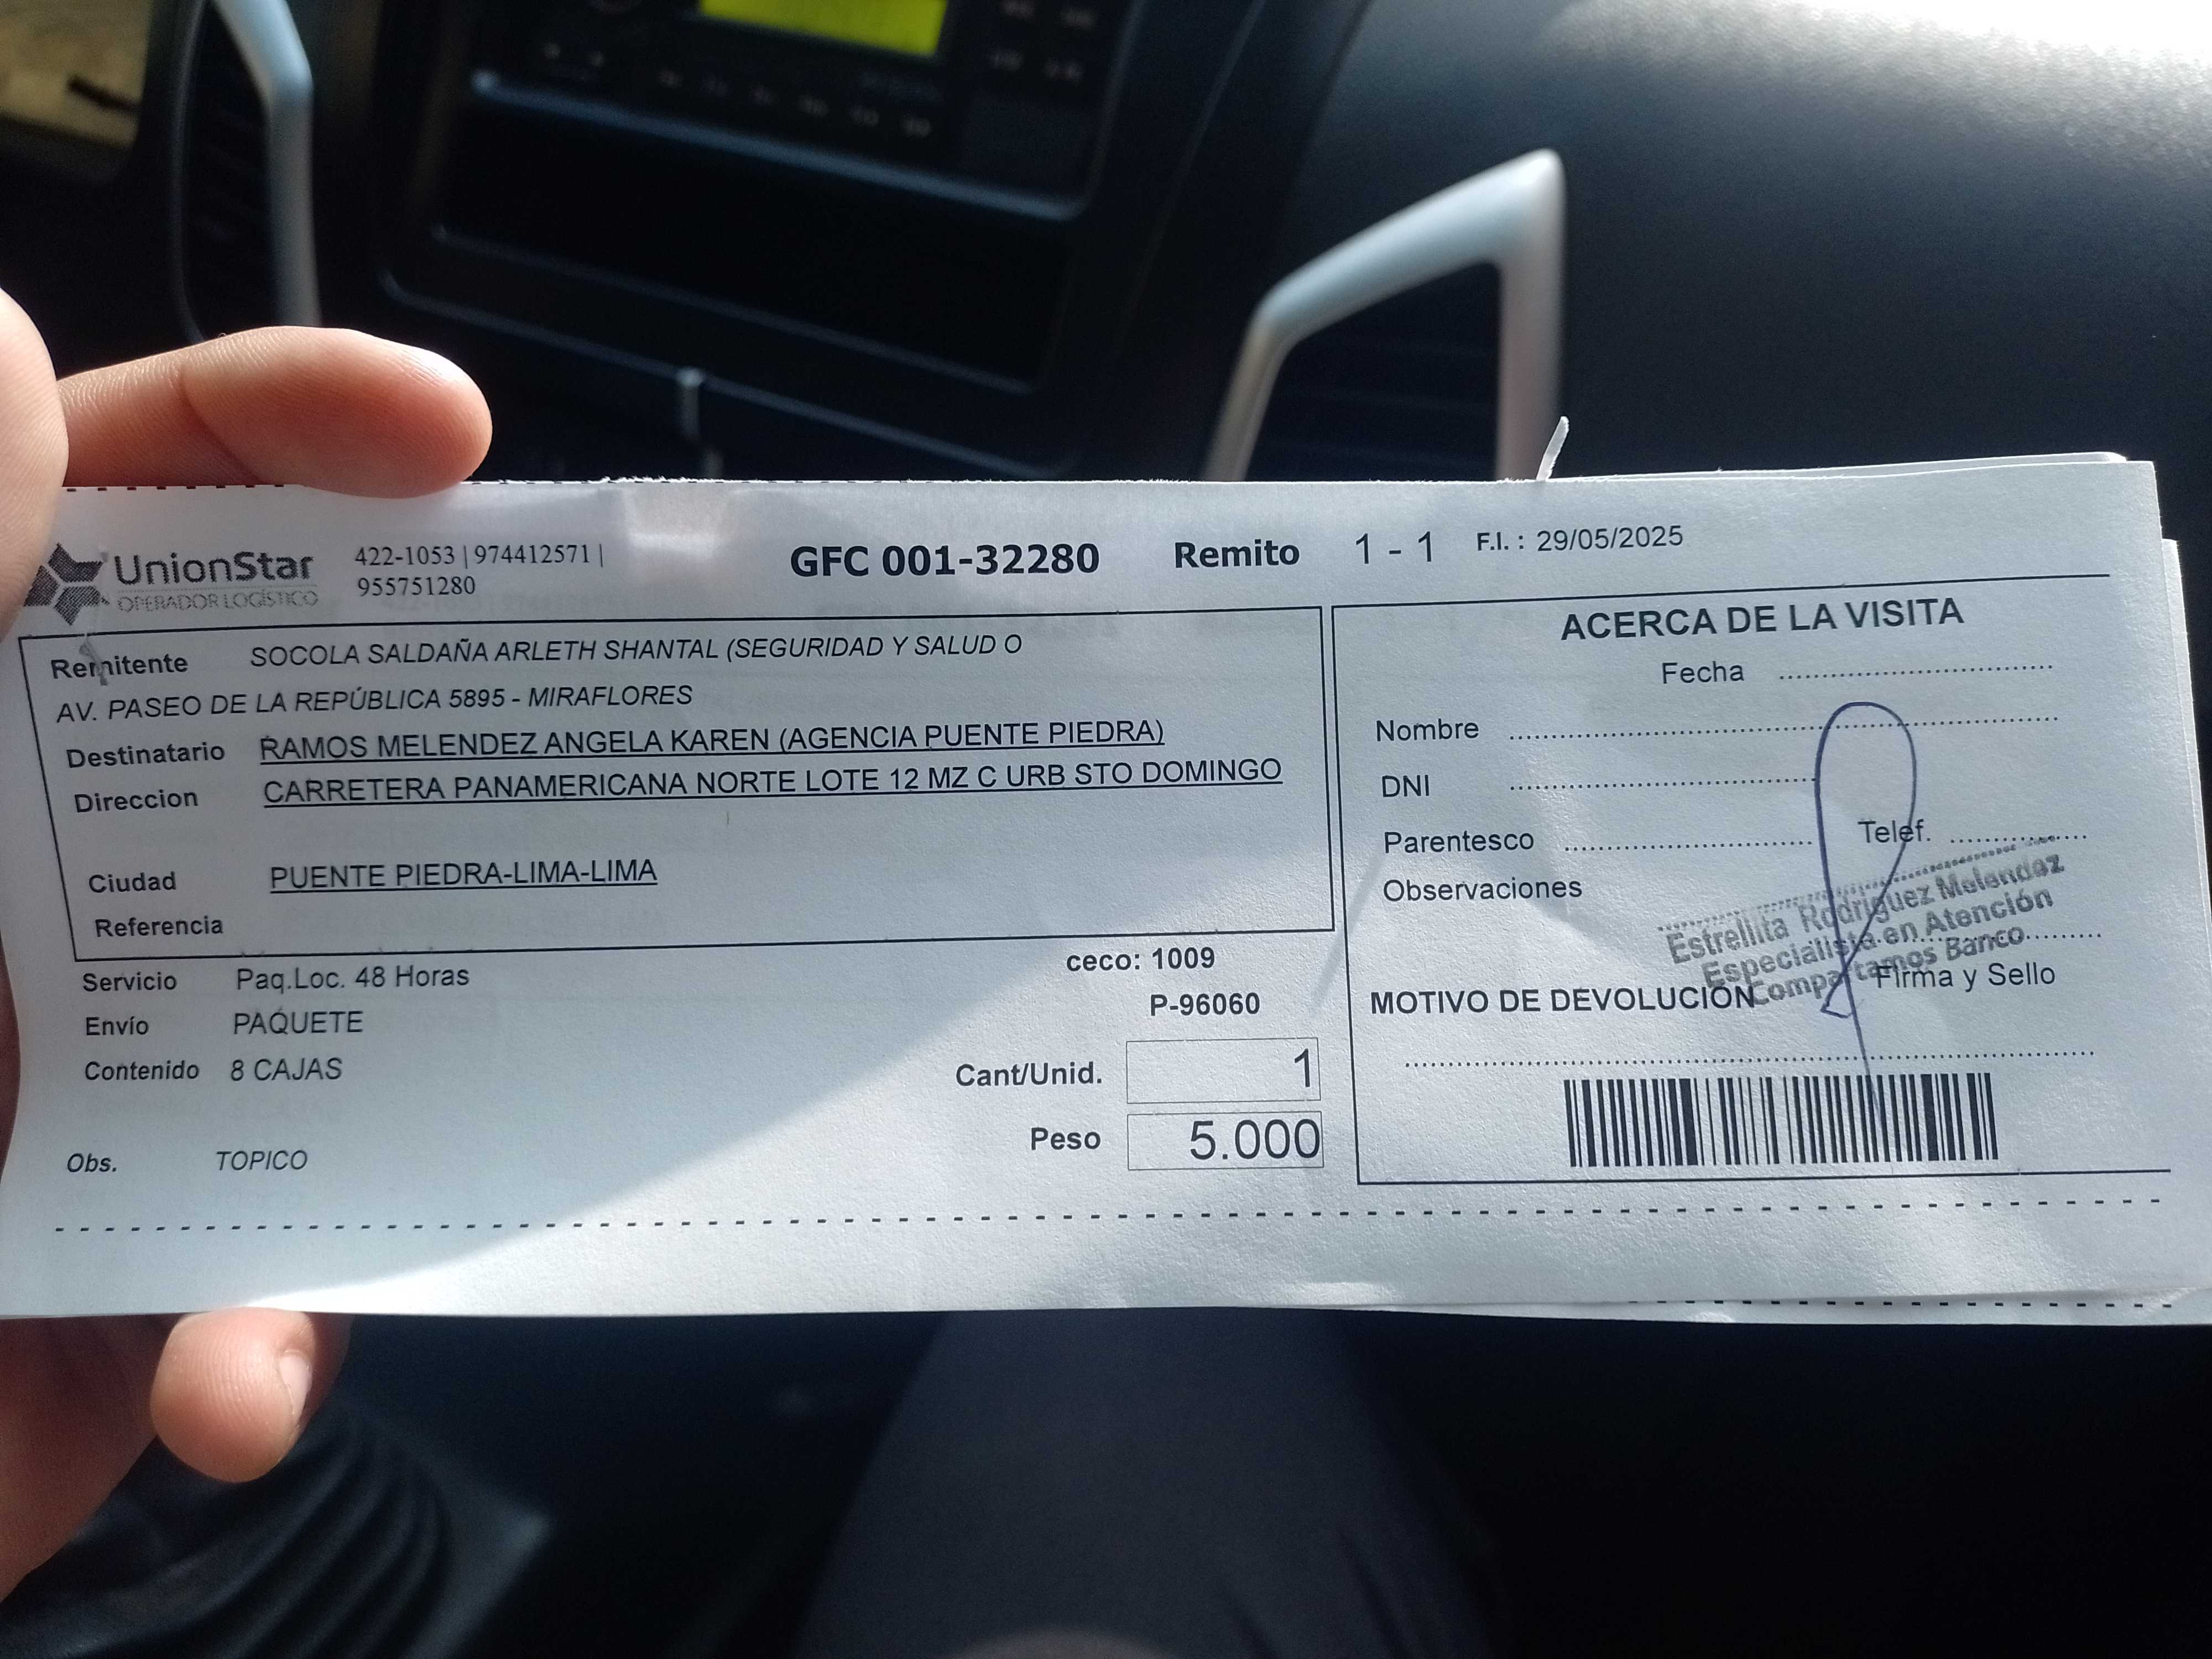 UnionStar
OPERADOR LOGÍSTICO
422-1053 | 974412571 |
955751280
GFC 001-32280 Remito 1 - 1 F.I. : 29/05/2025
Remitente SOCOLA SALDAÑA ARLETH SHANTAL (SEGURIDAD Y SALUD O
AV. PASEO DE LA REPÚBLICA 5895 - MIRAFLORES
Destinatario RAMOS MELENDEZ ANGELA KAREN (AGENCIA PUENTE PIEDRA)
Direccion CARRETERA PANAMERICANA NORTE LOTE 12 MZ C URB STO DOMINGO
Ciudad PUENTE PIEDRA-LIMA-LIMA
Referencia
Servicio Paq.Loc. 48 Horas
Envío PAQUETE
Contenido 8 CAJAS
Obs. TOPICO
ceco: 1009
P-96060
Cant/Unid. 1
Peso 5.000
ACERCA DE LA VISITA
Fecha
Nombre
DNI
Parentesco Telef.
Observaciones
Estrellita Rodriguez Melendez
Especialista en Atención
Compartamos Banco
Firma y Sello
MOTIVO DE DEVOLUCIÓN